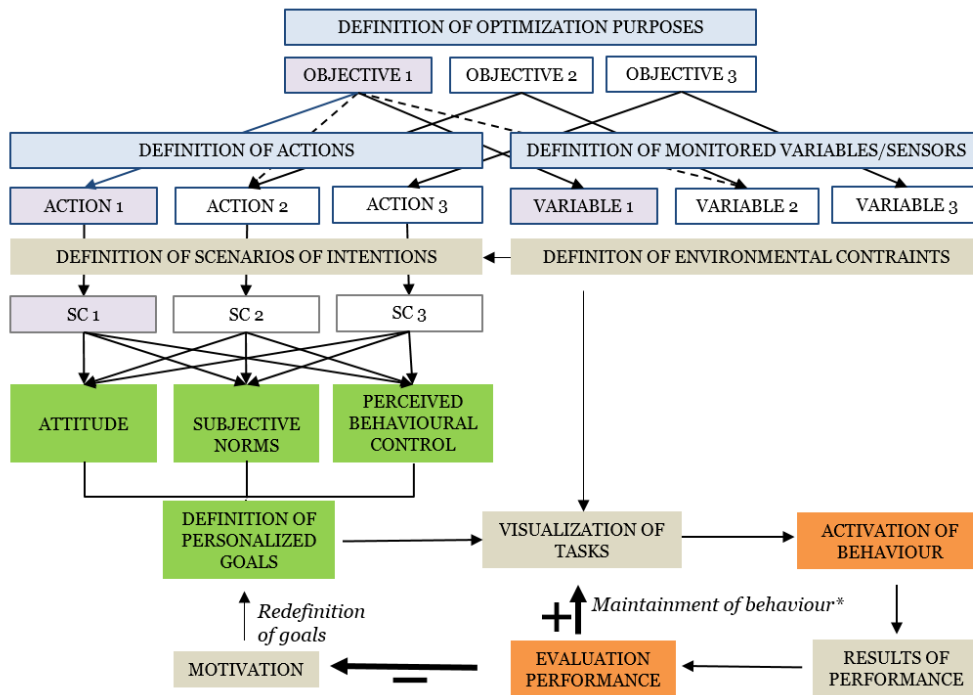 DEFINITION OF OPTIMIZATION PURPOSES
OBJECTIVE 1
OBJECTIVE 2
OBJECTIVE 3
DEFINITION OF ACTIONS
DEFINITION OF MONITORED VARIABLES/SENSORS
ACTION 1
ACTION 2
ACTION 3
VARIABLE 1
VARIABLE 2
VARIABLE 3
DEFINITION OF SCENARIOS OF INTENTIONS
DEFINITON OF ENVIRONMENTAL CONTRAINTS
SC 1
SC 2
SC 3
ATTITUDE
SUBJECTIVE
NORMS
PERCEIVED
BEHAVIOURAL
CONTROL
DEFINITION OF
PERSONALIZED
GOALS
VISUALIZATION OF
TASKS
ACTIVATION OF
BEHAVIOUR
Redefinition
of goals
+
Maintainment of behaviour*
MOTIVATION
−
EVALUATION
PERFORMANCE
RESULTS OF
PERFORMANCE